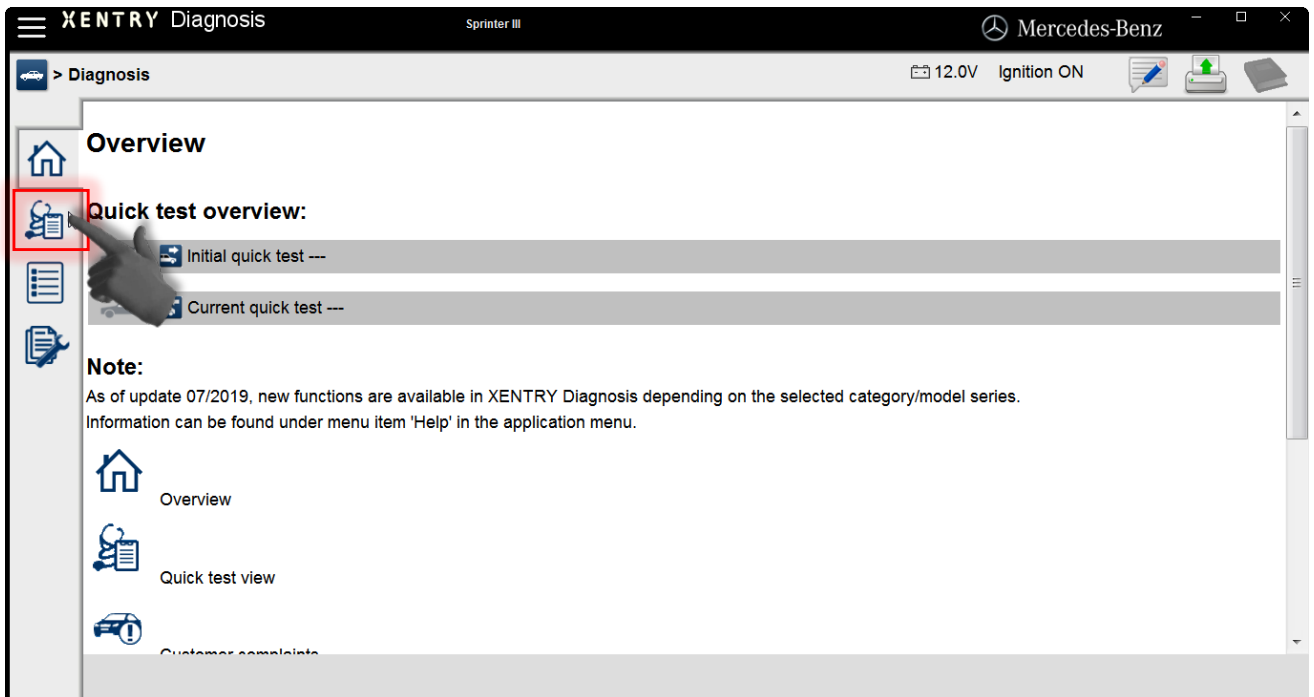 XENTRY Diagnosis
Sprinter III
Mercedes-Benz
> Diagnosis
12.0V
Ignition ON
Overview
Quick test overview:
Initial quick test ---
Current quick test ---
Note:
As of update 07/2019, new functions are available in XENTRY Diagnosis depending on the selected category/model series.
Information can be found under menu item 'Help' in the application menu.
Overview
Quick test view
Customer complaints